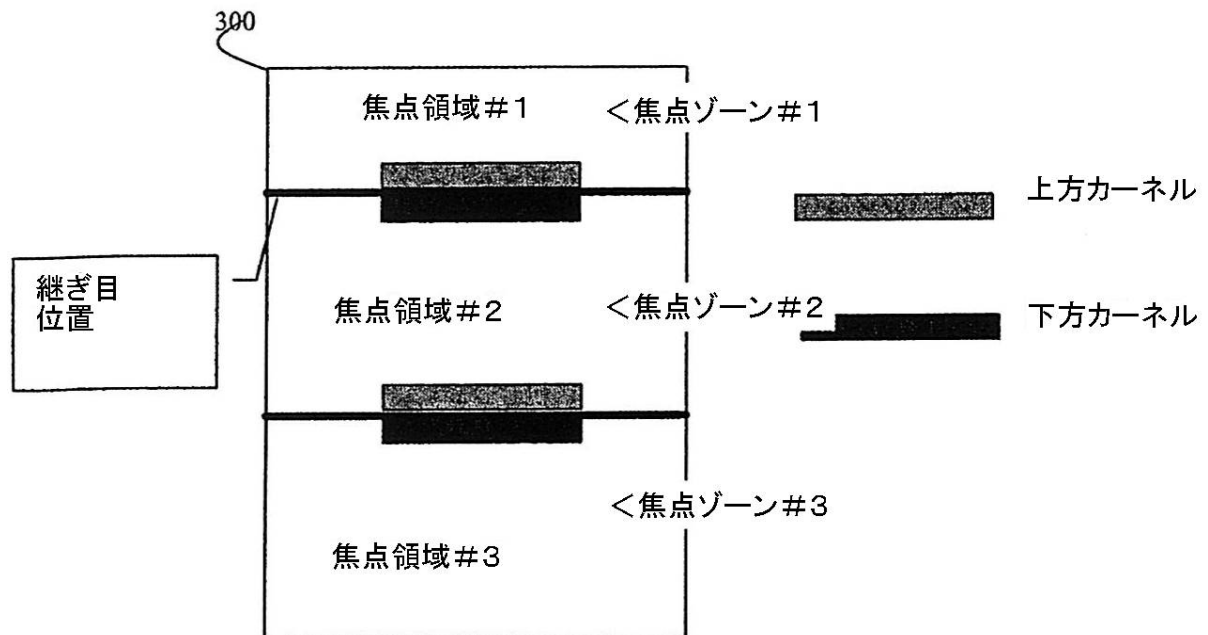 300
焦点領域＃1
＜焦点ゾーン＃1
上方カーネル
継ぎ目
位置
焦点領域＃2
＜焦点ゾーン＃2
下方カーネル
＜焦点ゾーン＃3
焦点領域＃3